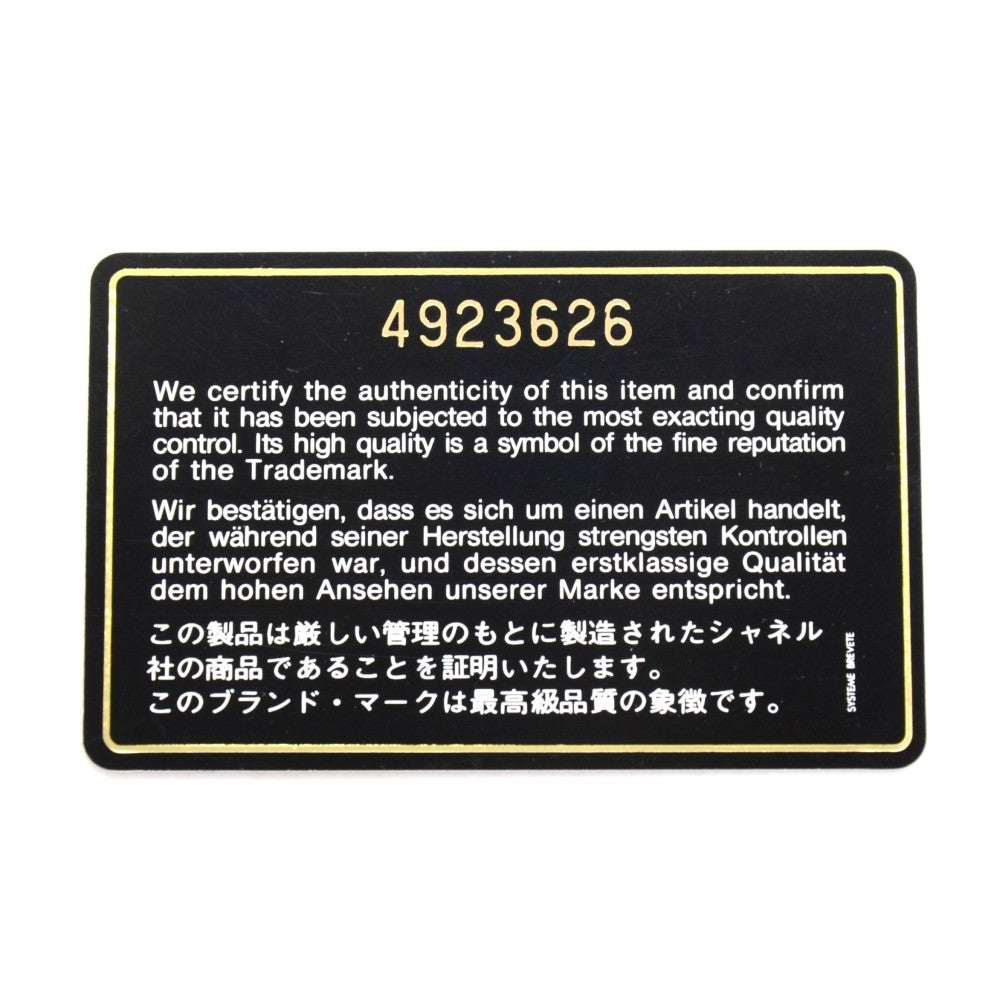 4923626
We certify the authenticity of this item and confirm
that it has been subjected to the most exacting quality
control. Its high quality is a symbol of the fine reputation
of the Trademark.
Wir bestätigen, dass es sich um einen Artikel handelt,
der während seiner Herstellung strengsten Kontrollen
unterworfen war, und dessen erstklassige Qualität
dem hohen Ansehen unserer Marke entspricht.
この製品は厳しい管理のもとに製造されたシャネル
社の商品であることを証明いたします。
このブランド・マークは最高級品質の象徴です。
SYSTEME BREVETE